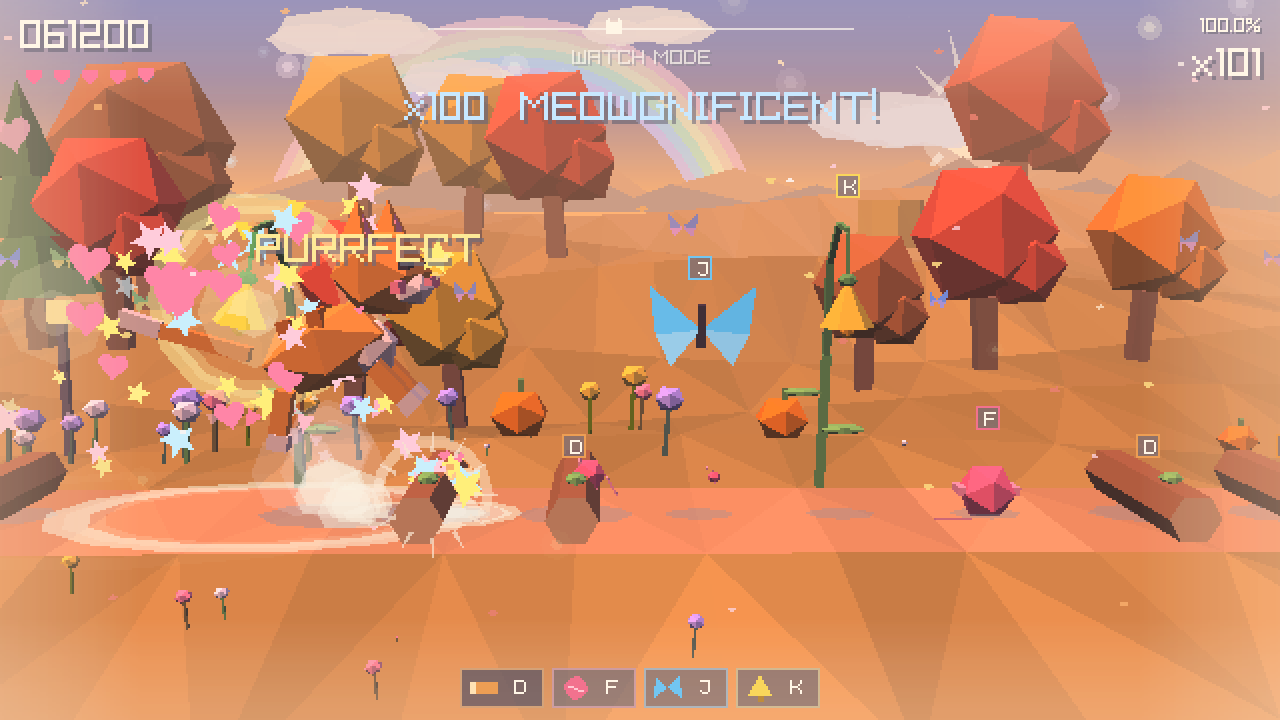 061200
100.0%
x101
WATCH MODE
x100 MEOWGNIFICENT!
K
PURRFECT
J
F
D
D
D F J K